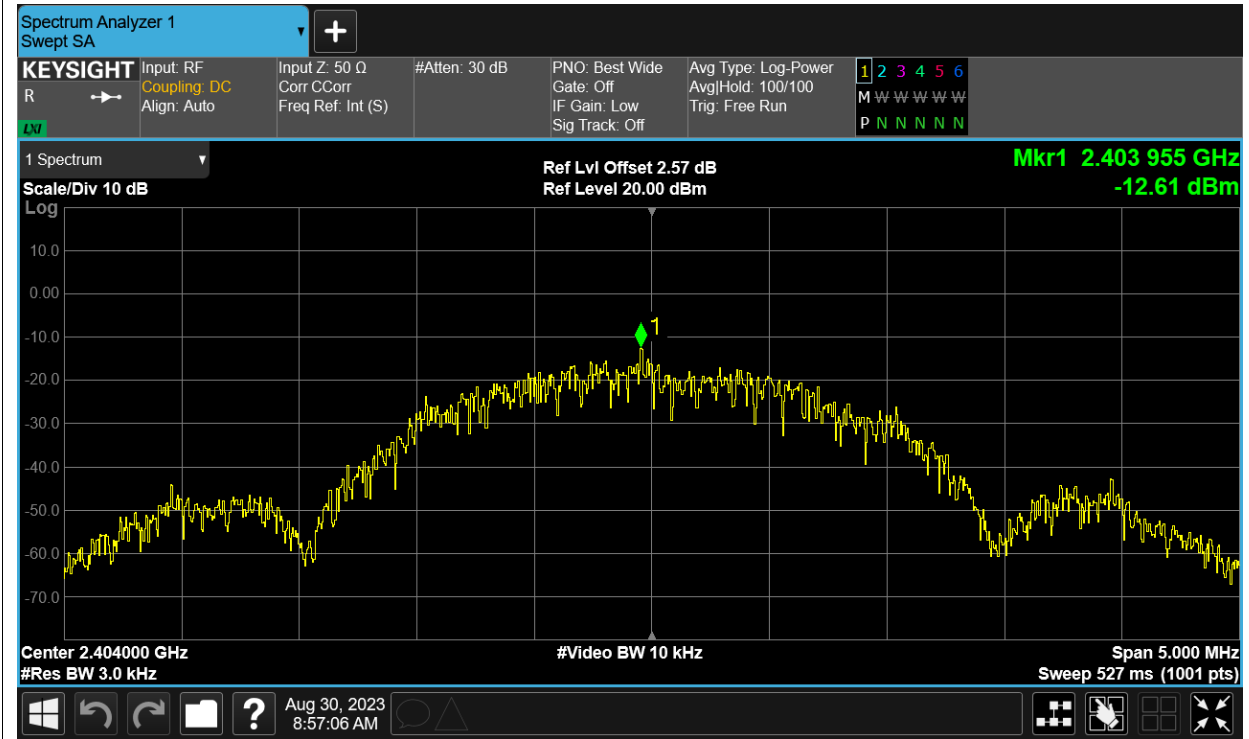 Spectrum Analyzer 1
Swept SA
KEYSIGHT
R
LXI
Input: RF
Coupling: DC
Align: Auto
Input Z: 50 Ω
Corr CCorr
Freq Ref: Int (S)
#Atten: 30 dB
PNO: Best Wide
Gate: Off
IF Gain: Low
Sig Track: Off
Avg Type: Log-Power
Avg|Hold: 100/100
Trig: Free Run
1 2 3 4 5 6
M W W W W W W
P N N N N N N
1 Spectrum
Scale/Div 10 dB
Log
Ref Lvl Offset 2.57 dB
Ref Level 20.00 dBm
Mkr1 2.403 955 GHz
-12.61 dBm
10.0
0.00
-10.0
-20.0
-30.0
-40.0
-50.0
-60.0
-70.0
1
Center 2.404000 GHz
#Res BW 3.0 kHz
#Video BW 10 kHz
Span 5.000 MHz
Sweep 527 ms (1001 pts)
?
Aug 30, 2023
8:57:06 AM